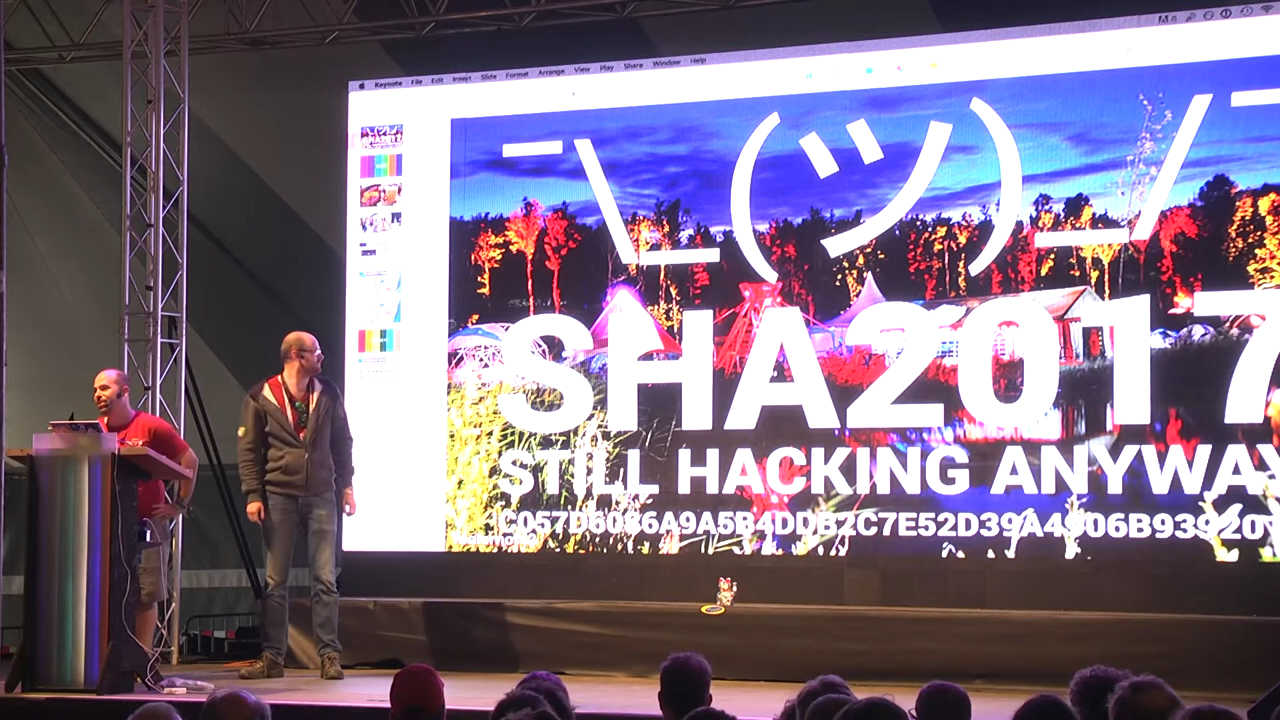 Keynote File Edit Insert Slide Format Arrange View Play Share Window Help
¯\_(ツ)_/¯
SHA2017
STILL HACKING ANYWAY